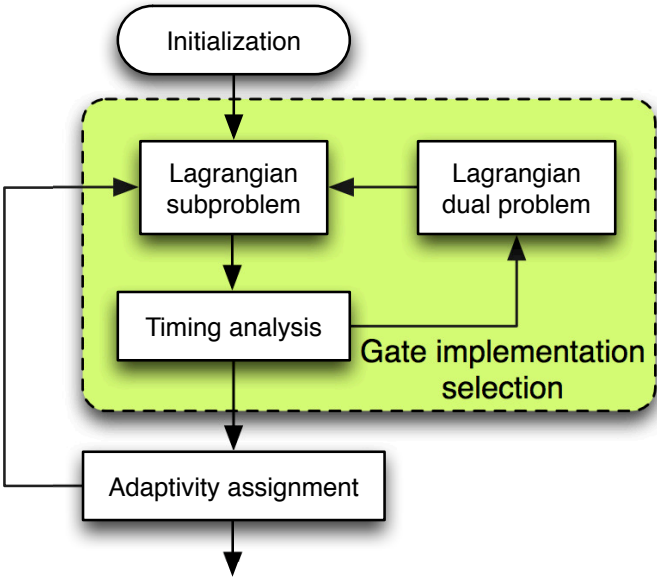 Initialization
Lagrangian
subproblem
Lagrangian
dual problem
Timing analysis
Gate implementation
selection
Adaptivity assignment